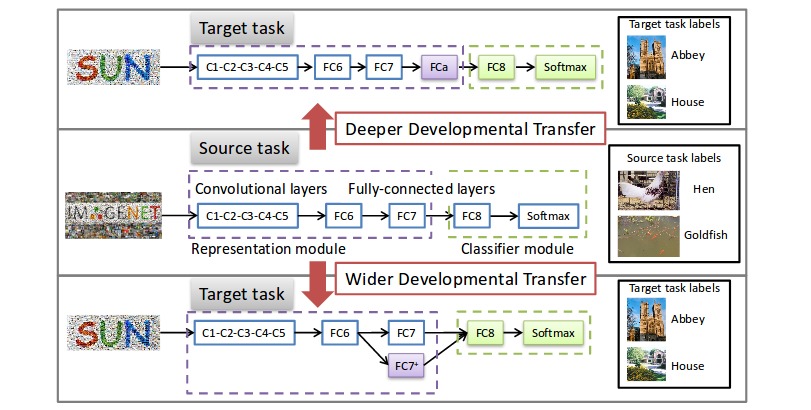 Target task
Target task labels
SUN
C1-C2-C3-C4-C5
FC6
FC7
FCa
FC8
Softmax
Abbey
House
Deeper Developmental Transfer
Source task
Source task labels
Convolutional layers
Fully-connected layers
IMAGENET
C1-C2-C3-C4-C5
FC6
FC7
FC8
Softmax
Hen
Goldfish
Representation module
Classifier module
Wider Developmental Transfer
Target task
Target task labels
SUN
C1-C2-C3-C4-C5
FC6
FC7
FC8
Softmax
FC7⁺
Abbey
House